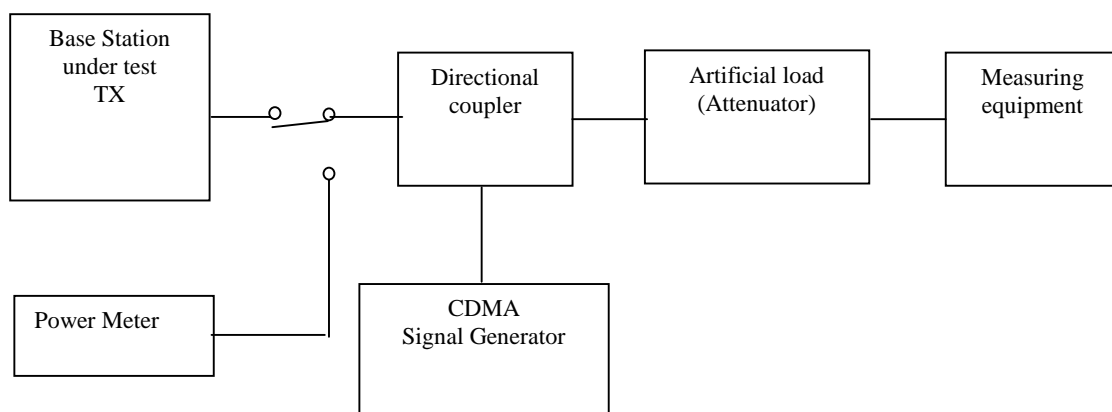 Base Station
under test
TX
Directional
coupler
Artificial load
(Attenuator)
Measuring
equipment
Power Meter
CDMA
Signal Generator